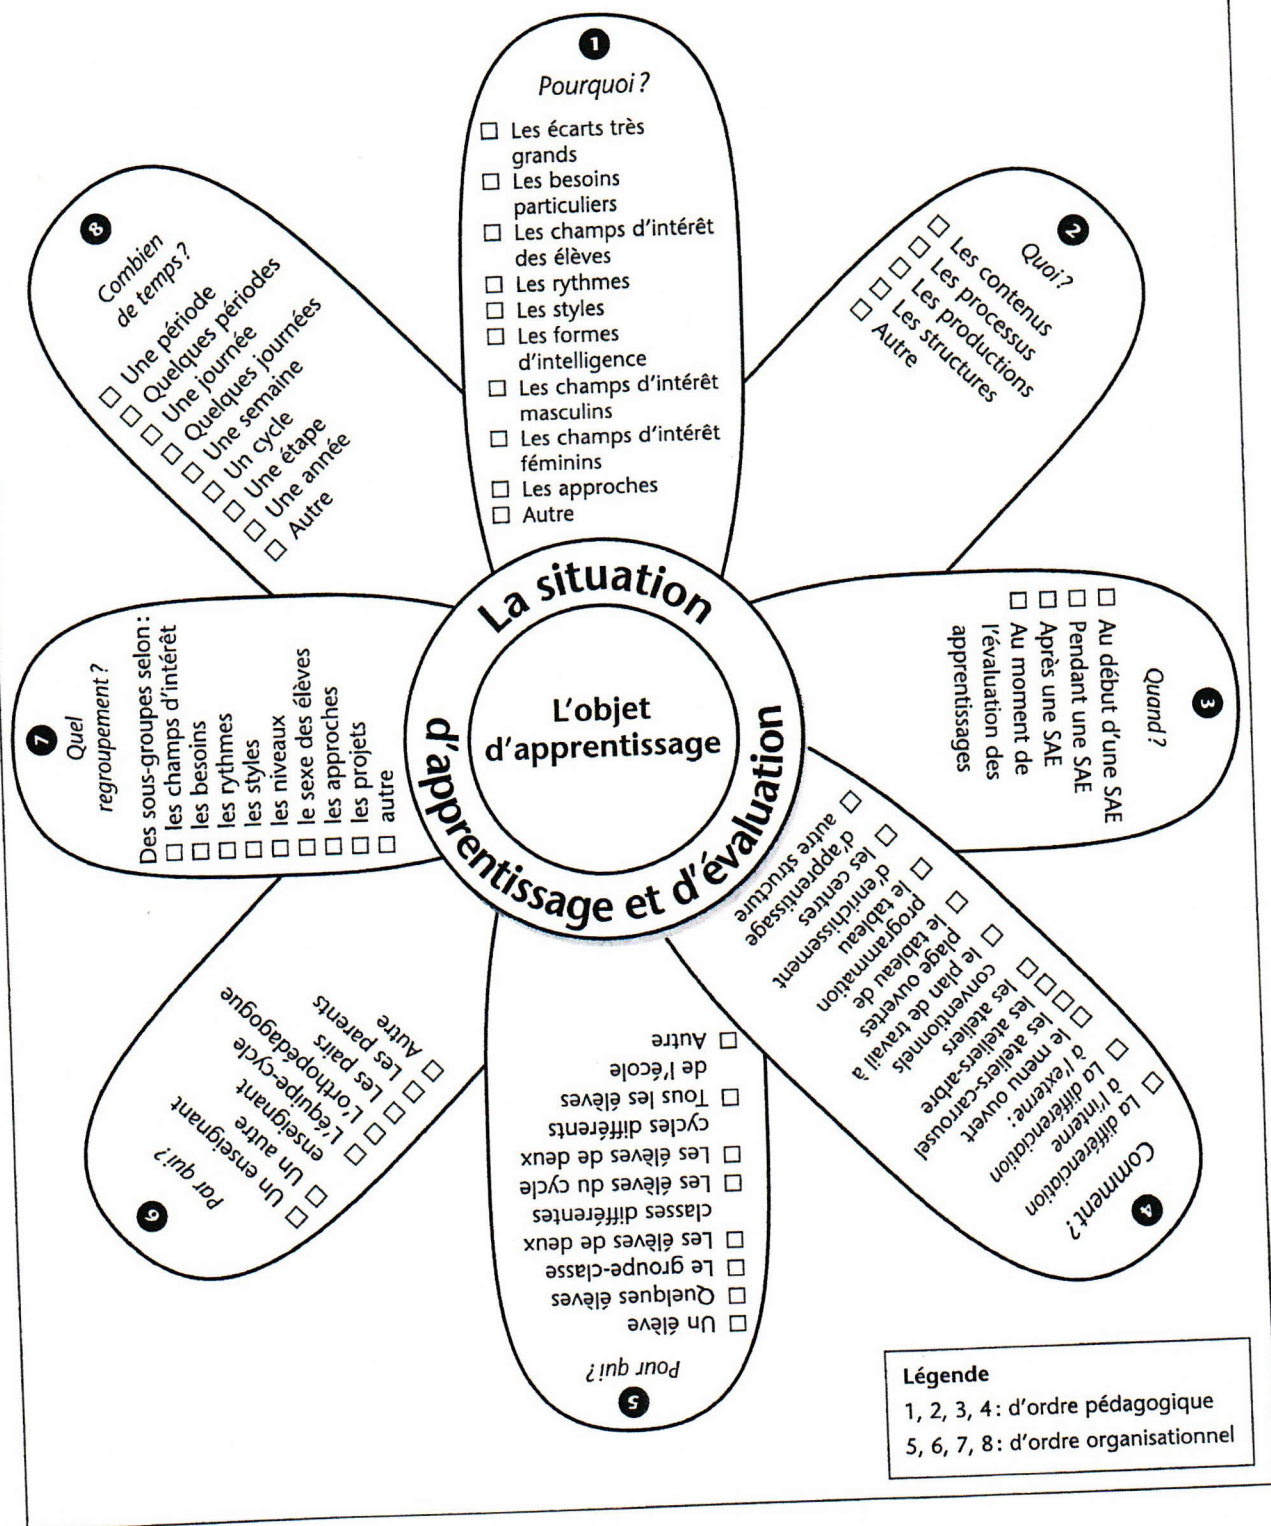 1
Pourquoi ?
☐ Les écarts très
grands
☐ Les besoins
particuliers
☐ Les champs d'intérêt
des élèves
☐ Les rythmes
☐ Les styles
☐ Les formes
d'intelligence
☐ Les champs d'intérêt
masculins
☐ Les champs d'intérêt
féminins
☐ Les approches
☐ Autre
2
Quoi ?
☐ Les contenus
☐ Les processus
☐ Les productions
☐ Les structures
☐ Autre
3
Quand ?
☐ Au début d'une SAE
☐ Pendant une SAE
☐ Après une SAE
☐ Au moment de
l'évaluation des
apprentissages
4
Comment ?
☐ La différenciation
à l'interne
☐ La différenciation
à l'externe :
☐ le menu ouvert
☐ les ateliers-carrousel
☐ les ateliers-arbre
☐ les ateliers
conventionnels
☐ le plan de travail à
plage ouvertes
☐ le tableau de
programmation
☐ le tableau
d'enrichissement
☐ les centres
d'apprentissage
☐ autre structure
5
Pour qui ?
☐ Un élève
☐ Quelques élèves
☐ Le groupe-classe
☐ Les élèves de deux
classes différentes
☐ Les élèves du cycle
☐ Les élèves de deux
cycles différents
☐ Tous les élèves
de l'école
☐ Autre
6
Par qui ?
☐ Un enseignant
☐ Un autre
enseignant
☐ L'équipe-cycle
☐ L'orthopédagogue
☐ Les pairs
☐ Les parents
☐ Autre
7
Quel
regroupement ?
Des sous-groupes selon :
☐ les champs d'intérêt
☐ les besoins
☐ les rythmes
☐ les styles
☐ les niveaux
☐ le sexe des élèves
☐ les approches
☐ les projets
☐ autre
8
Combien
de temps ?
☐ Une période
☐ Quelques périodes
☐ Une journée
☐ Quelques journées
☐ Une semaine
☐ Un cycle
☐ Une étape
☐ Une année
☐ Autre
La situation
d'apprentissage et d'évaluation
L'objet
d'apprentissage
Légende
1, 2, 3, 4 : d'ordre pédagogique
5, 6, 7, 8 : d'ordre organisationnel